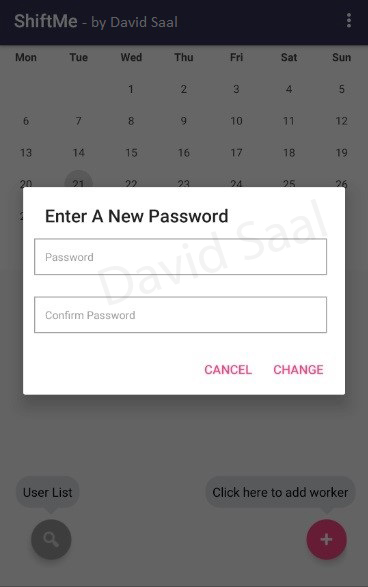 ShiftMe - by David Saal
Mon Tue Wed Thu Fri Sat Sun
1 2 3 4 5
6 7 8 9 10 11 12
13 14 15 16 17 18 19
20 21 22 23 24 25 26
Enter A New Password
David Saal
Password
Confirm Password
CANCEL CHANGE
User List Click here to add worker